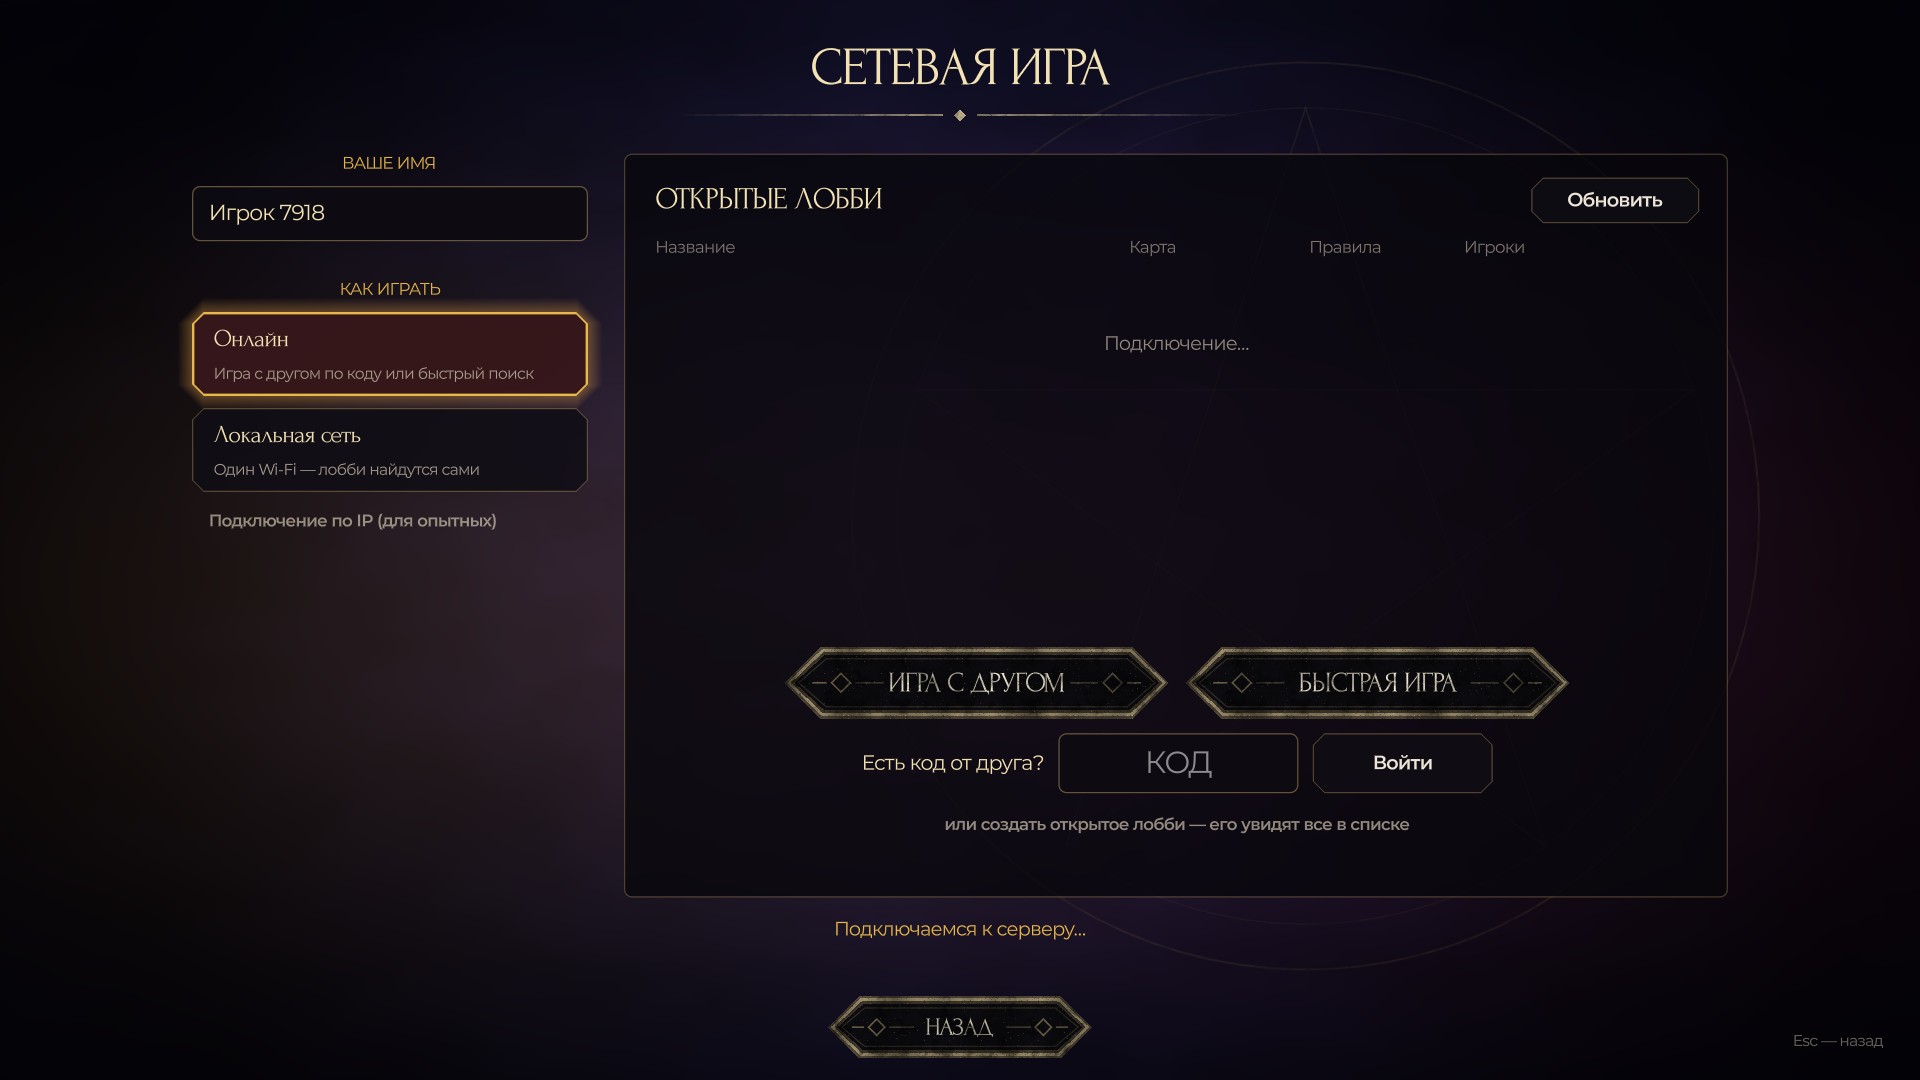 СЕТЕВАЯ ИГРА
ВАШЕ ИМЯ
Игрок 7918
КАК ИГРАТЬ
Онлайн
Игра с другом по коду или быстрый поиск
Локальная сеть
Один Wi-Fi — лобби найдутся сами
Подключение по IP (для опытных)
ОТКРЫТЫЕ ЛОББИ
Обновить
Название Карта Правила Игроки
Подключение...
ИГРА С ДРУГОМ
БЫСТРАЯ ИГРА
Есть код от друга?
КОД
Войти
или создать открытое лобби — его увидят все в списке
Подключаемся к серверу...
НАЗАД
Esc — назад